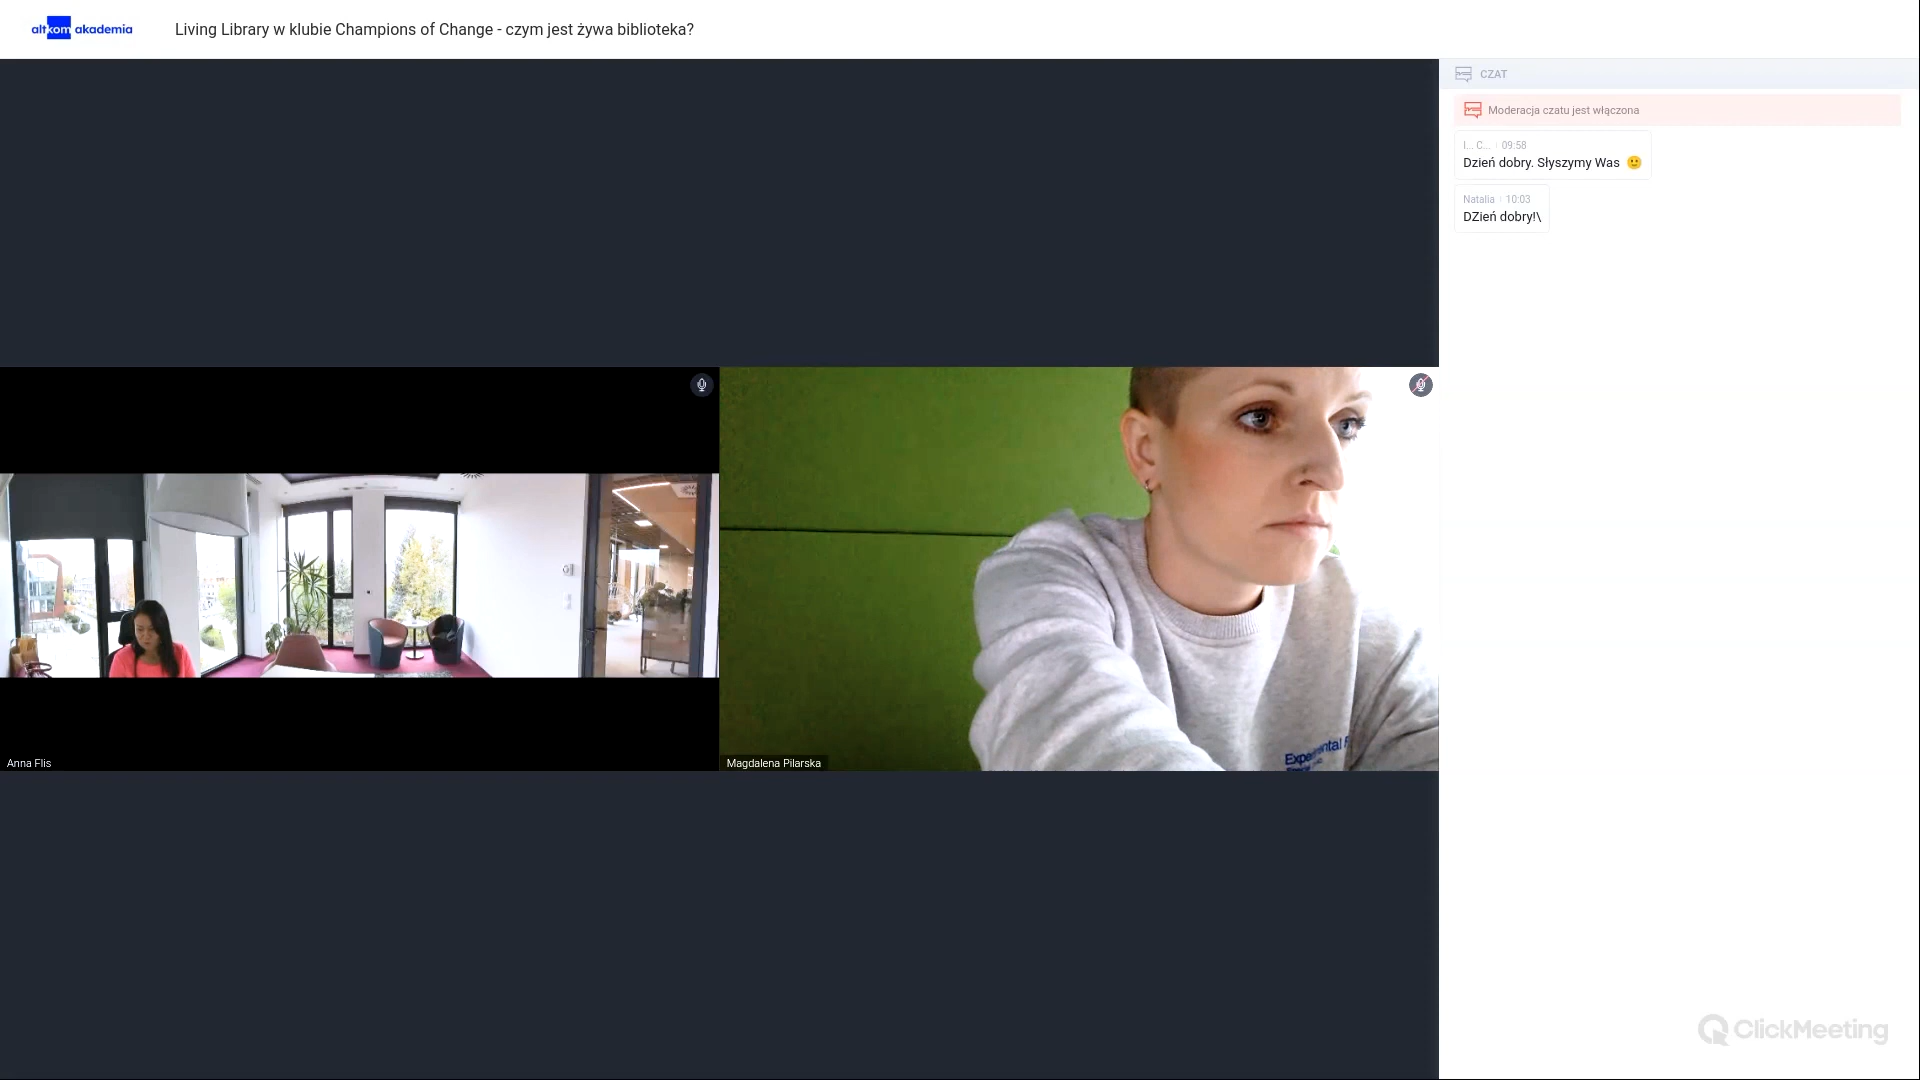 altkom akademia
Living Library w klubie Champions of Change - czym jest żywa biblioteka?
CZAT
Moderacja czatu jest włączona
I... C... 09:58
Dzień dobry. Słyszymy Was 🙂
Natalia 10:03
DZień dobry!\
Anna Flis
Magdalena Pilarska
ClickMeeting